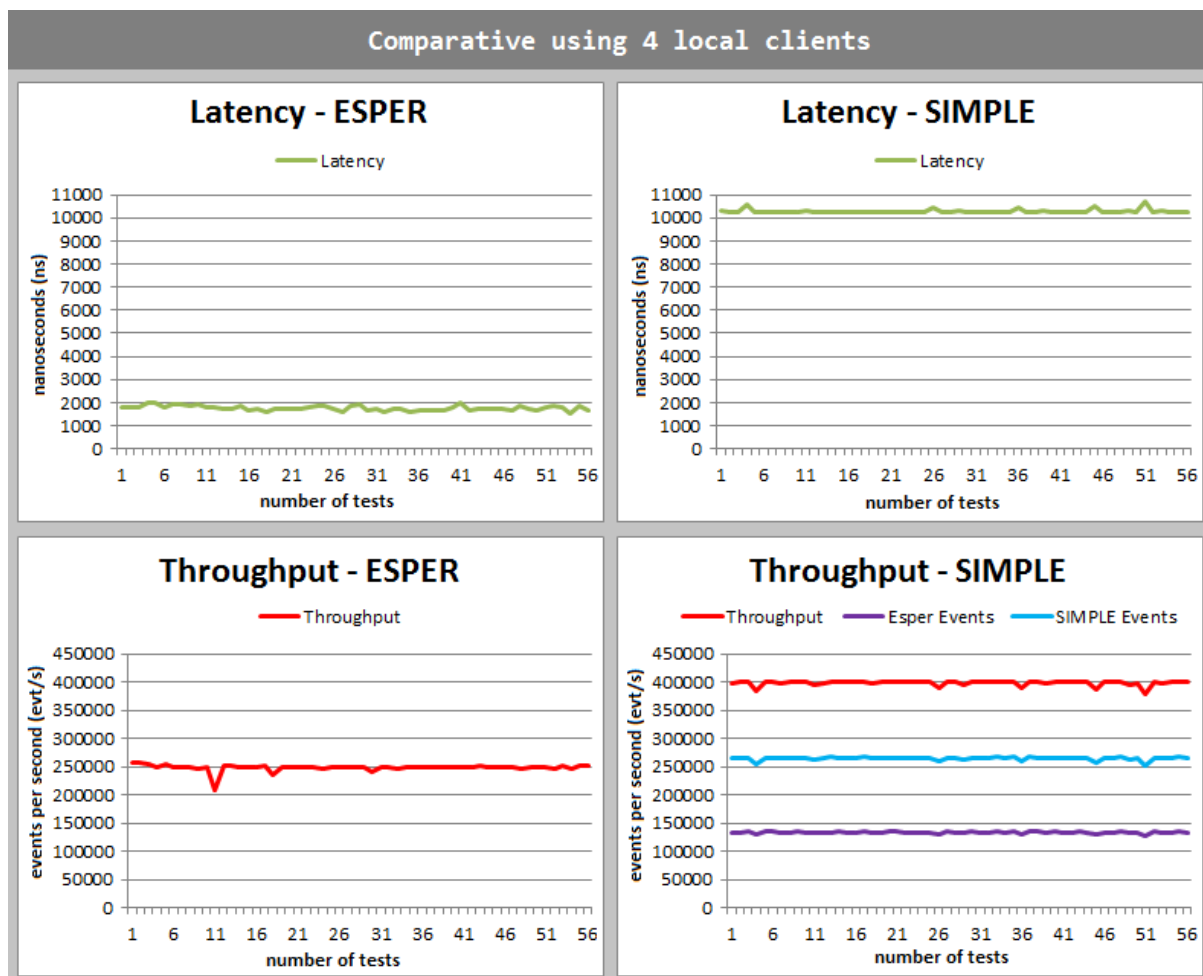 Comparative using 4 local clients
Latency - ESPER
Latency
nanoseconds (ns)
11000
10000
9000
8000
7000
6000
5000
4000
3000
2000
1000
0
1 6 11 16 21 26 31 36 41 46 51 56
number of tests
Latency - SIMPLE
Latency
nanoseconds (ns)
11000
10000
9000
8000
7000
6000
5000
4000
3000
2000
1000
0
1 6 11 16 21 26 31 36 41 46 51 56
number of tests
Throughput - ESPER
Throughput
events per second (evt/s)
450000
400000
350000
300000
250000
200000
150000
100000
50000
0
1 6 11 16 21 26 31 36 41 46 51 56
number of tests
Throughput - SIMPLE
Throughput Esper Events SIMPLE Events
events per second (evt/s)
450000
400000
350000
300000
250000
200000
150000
100000
50000
0
1 6 11 16 21 26 31 36 41 46 51 56
number of tests